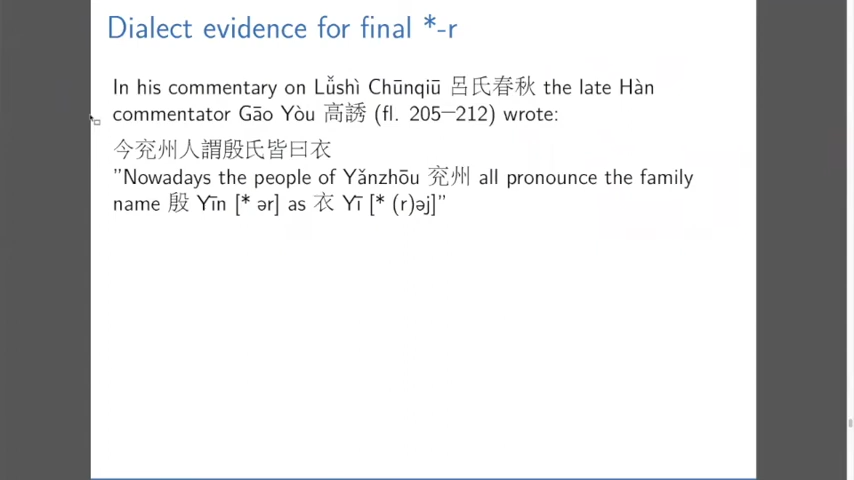 Dialect evidence for final *-r
In his commentary on Lǚshì Chūnqiū 呂氏春秋 the late Hàn
commentator Gāo Yòu 高誘 (fl. 205–212) wrote:
今兖州人謂殷氏皆曰衣
”Nowadays the people of Yǎnzhōu 兖州 all pronounce the family
name 殷 Yīn [* ər] as 衣 Yī [* (r)əj]”